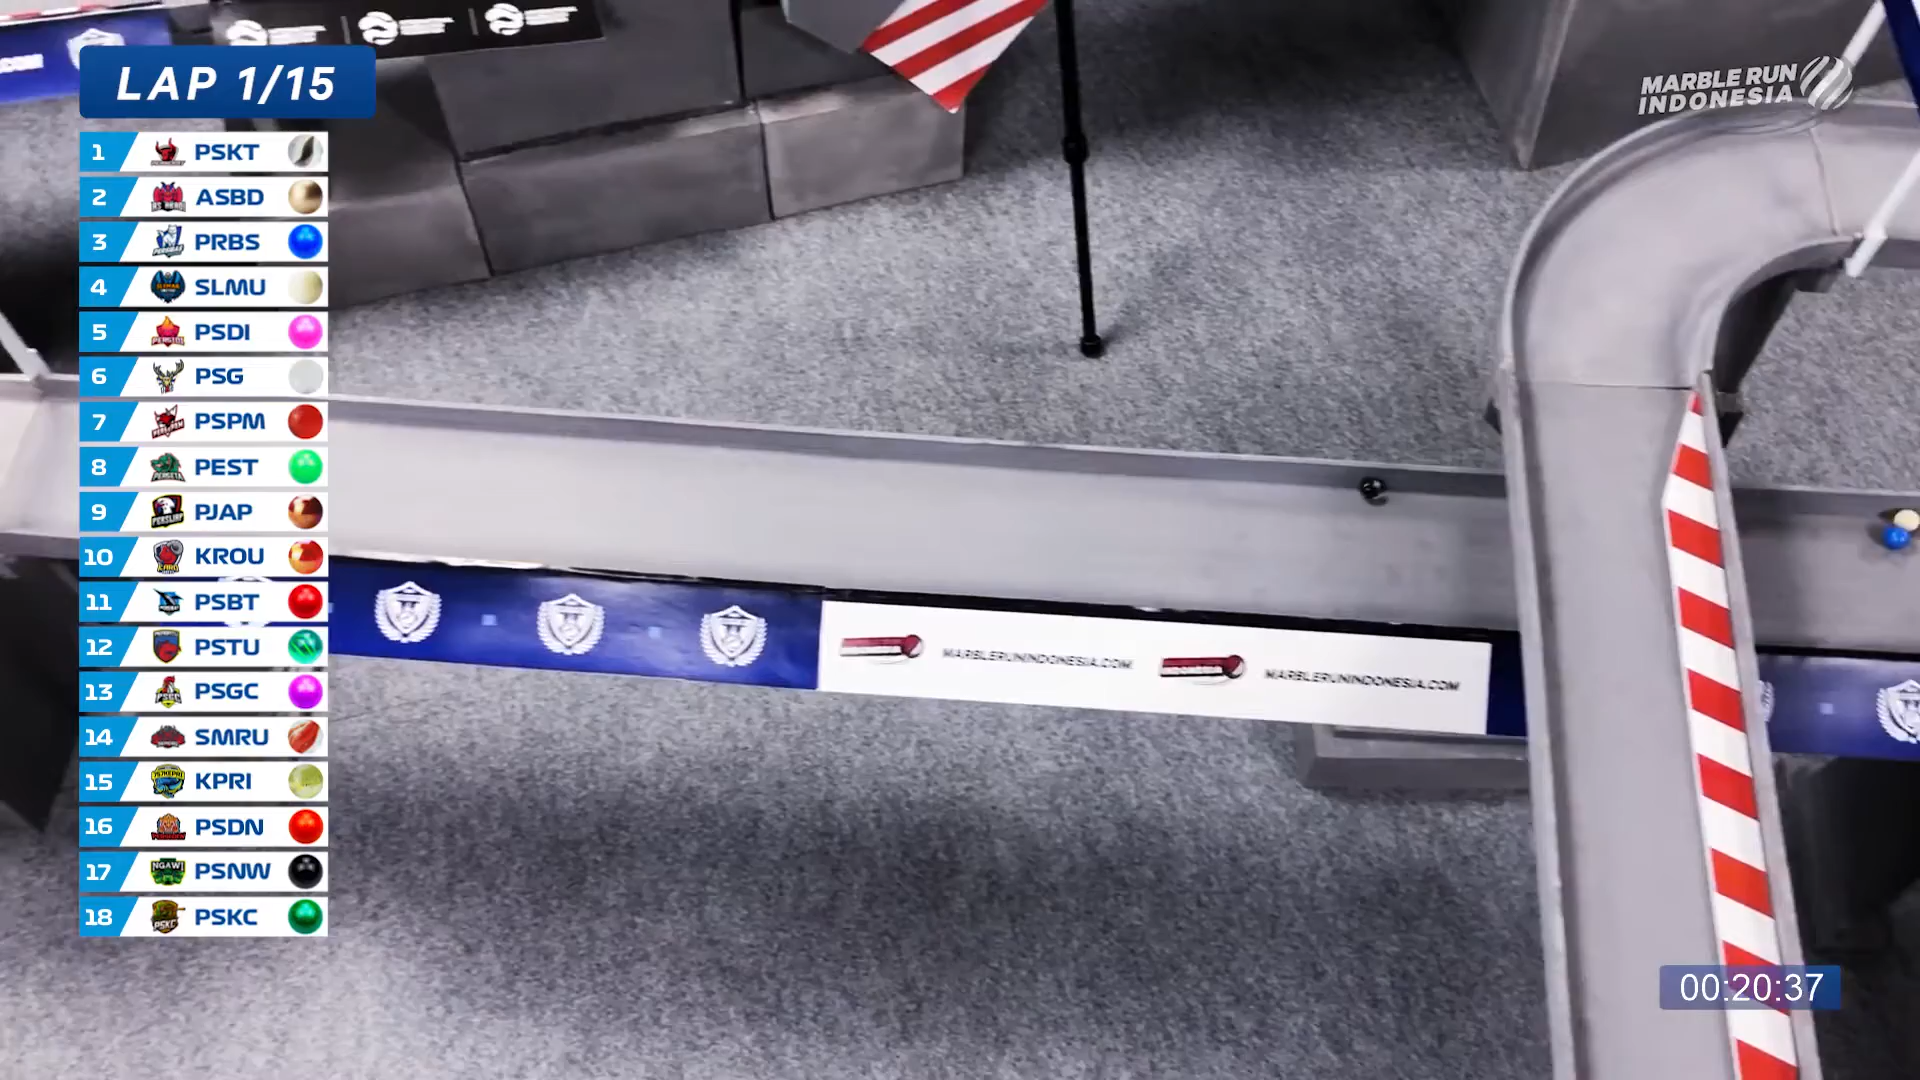 LAP 1/15
MARBLE RUN
INDONESIA
1 PSKT
2 ASBD
3 PRBS
4 SLMU
5 PSDI
6 PSG
7 PSPM
8 PEST
9 PJAP
10 KROU
11 PSBT
12 PSTU
13 PSGC
14 SMRU
15 KPRI
16 PSDN
17 PSNW
18 PSKC
MARBLERUNINDONESIA.COM
MARBLERUNINDONESIA.COM
00:20:37